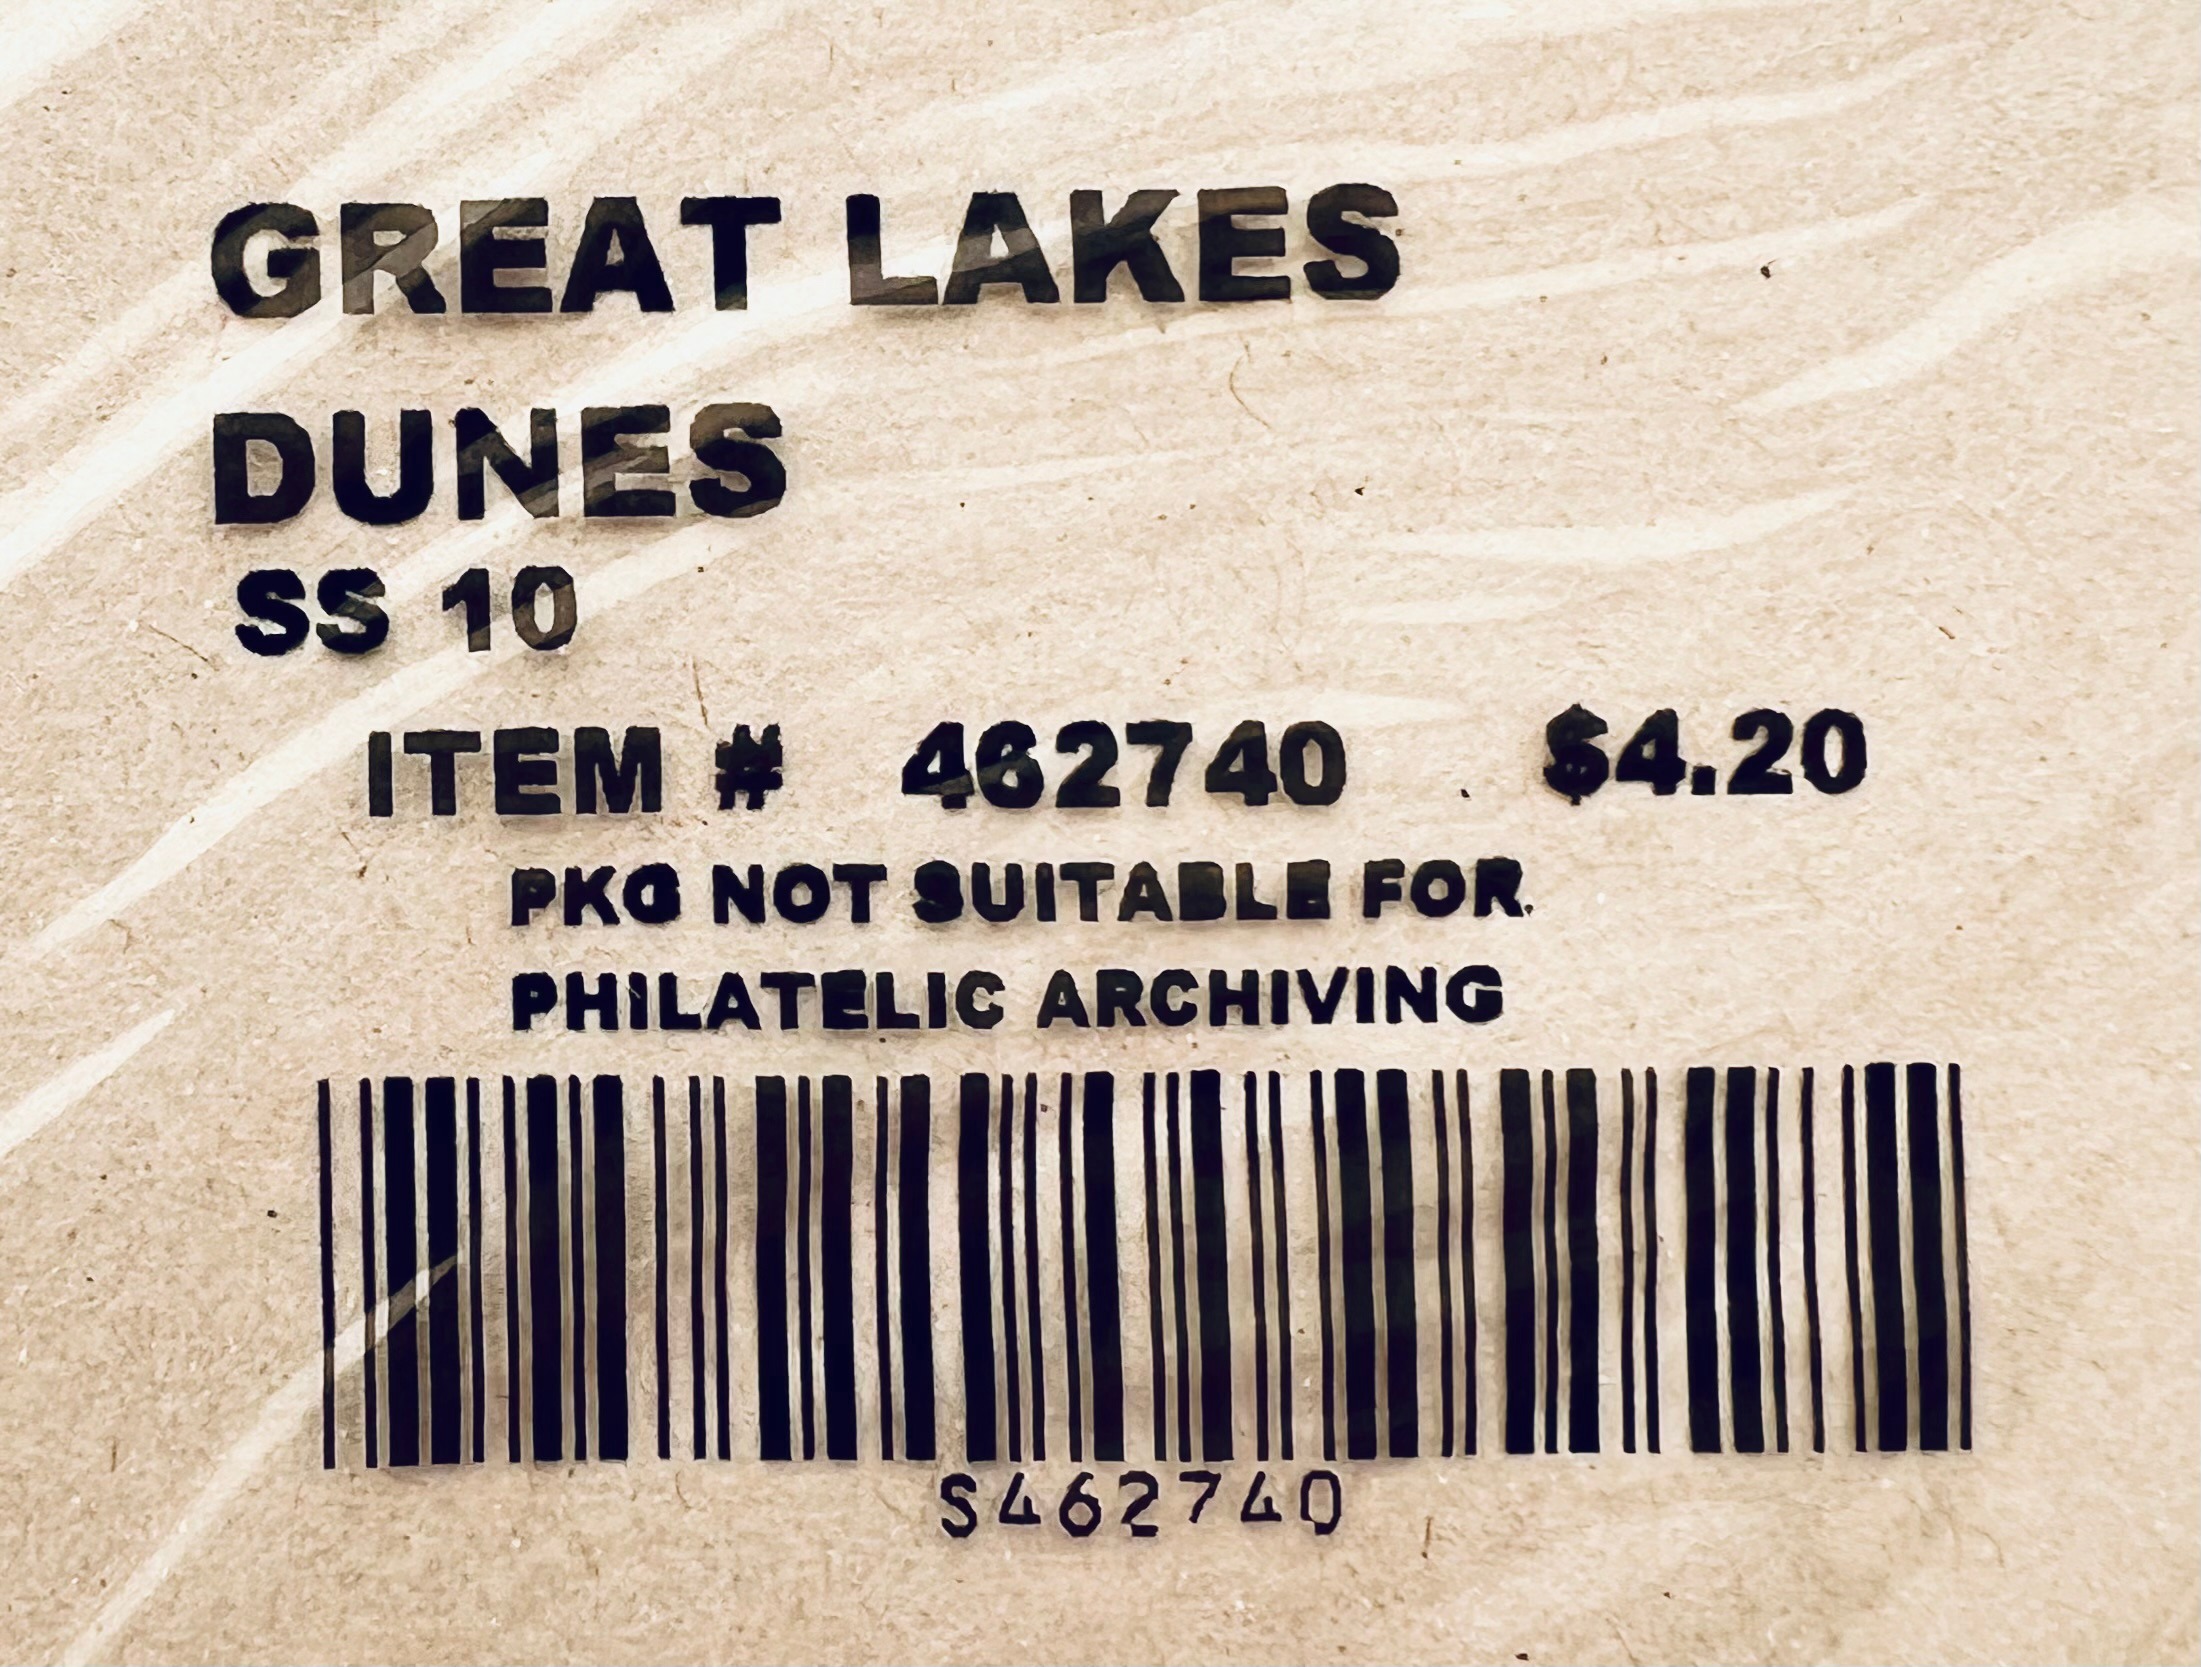 GREAT LAKES
DUNES
SS 10
ITEM # 462740 $4.20
PKG NOT SUITABLE FOR
PHILATELIC ARCHIVING
S462740